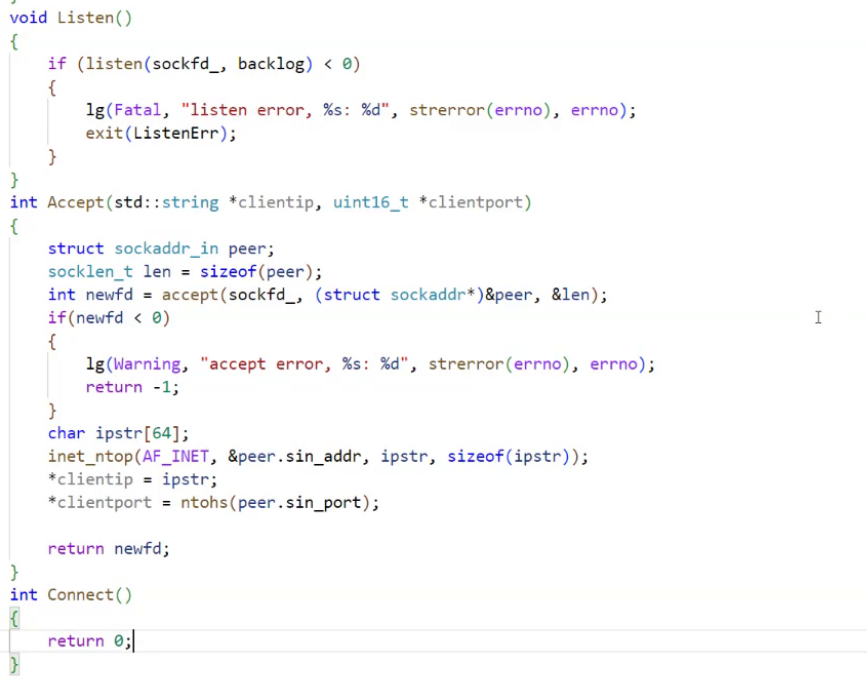 void Listen()
{
    if (listen(sockfd_, backlog) < 0)
    {
        lg(Fatal, "listen error, %s: %d", strerror(errno), errno);
        exit(ListenErr);
    }
}
int Accept(std::string *clientip, uint16_t *clientport)
{
    struct sockaddr_in peer;
    socklen_t len = sizeof(peer);
    int newfd = accept(sockfd_, (struct sockaddr*)&peer, &len);
    if(newfd < 0)
    {
        lg(Warning, "accept error, %s: %d", strerror(errno), errno);
        return -1;
    }
    char ipstr[64];
    inet_ntop(AF_INET, &peer.sin_addr, ipstr, sizeof(ipstr));
    *clientip = ipstr;
    *clientport = ntohs(peer.sin_port);

    return newfd;
}
int Connect()
{
    return 0;
}